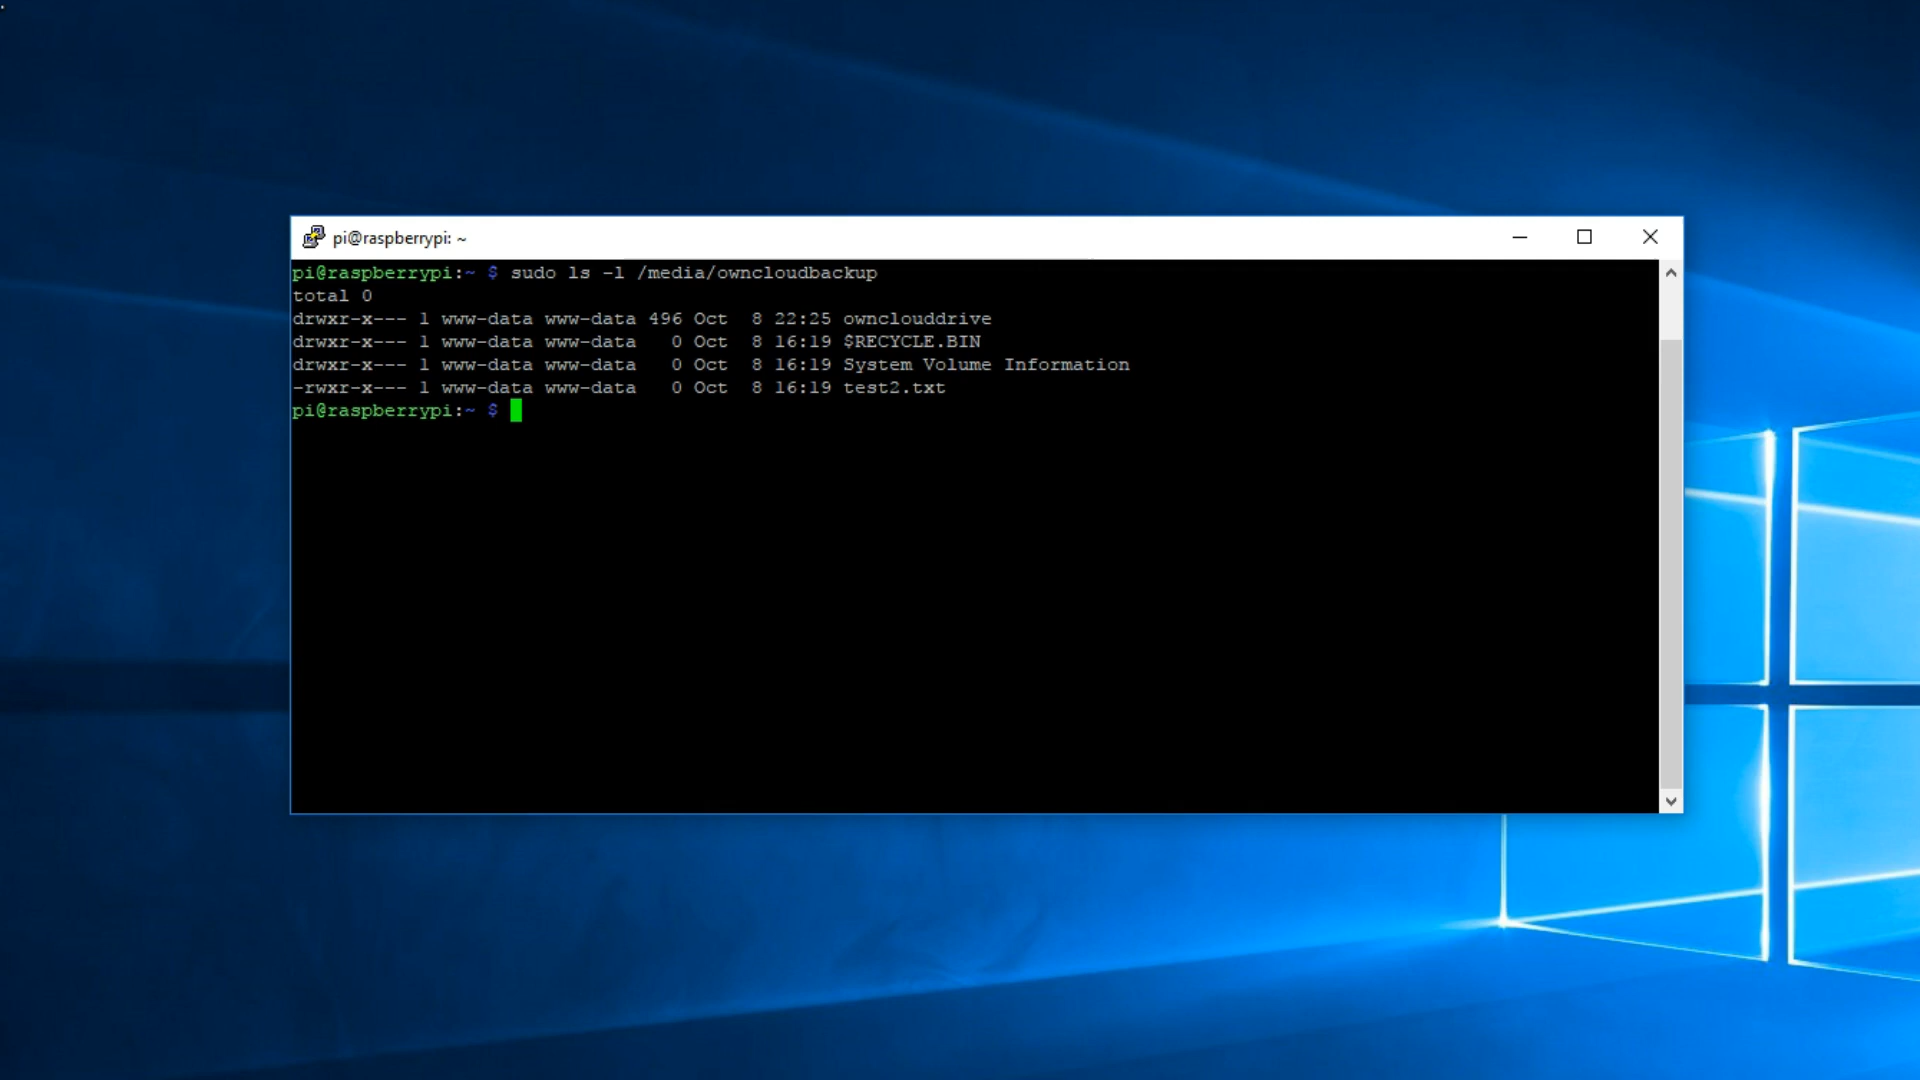 pi@raspberrypi: ~
pi@raspberrypi:~ $ sudo ls -l /media/owncloudbackup
total 0
drwxr-x--- 1 www-data www-data 496 Oct  8 22:25 ownclouddrive
drwxr-x--- 1 www-data www-data   0 Oct  8 16:19 $RECYCLE.BIN
drwxr-x--- 1 www-data www-data   0 Oct  8 16:19 System Volume Information
-rwxr-x--- 1 www-data www-data   0 Oct  8 16:19 test2.txt
pi@raspberrypi:~ $